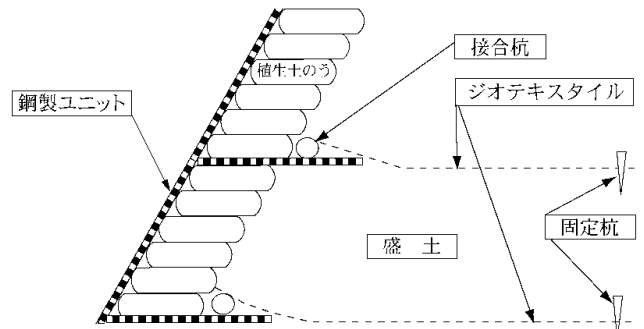 接合杭
植生土のう
ジオテキスタイル
鋼製ユニット
固定杭
盛 土